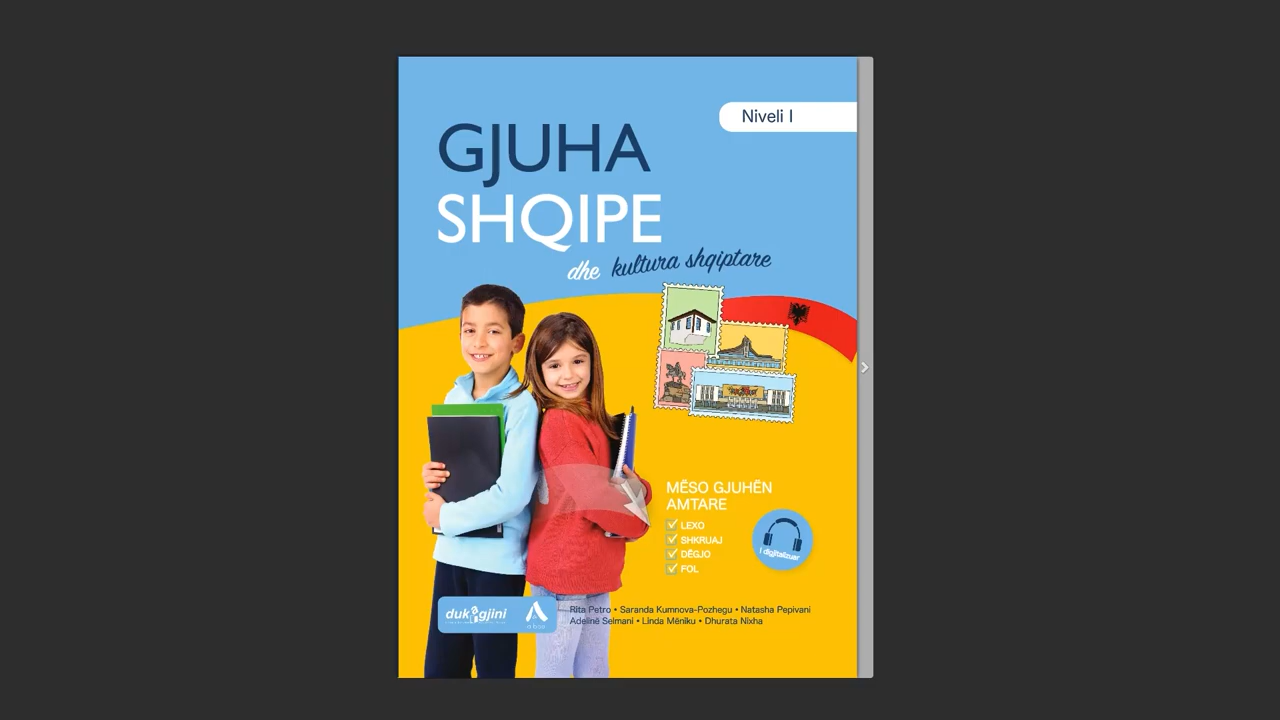 Niveli I
GJUHA
SHQIPE
dhe kultura shqiptare
MËSO GJUHËN
AMTARE
LEXO
SHKRUAJ
DËGJO
FOL
I digjitalizuar
dukagjini
Rita Petro • Saranda Kumnova-Pozhegu • Natasha Pepivani
Adelinë Selmani • Linda Mëniku • Dhurata Nixha